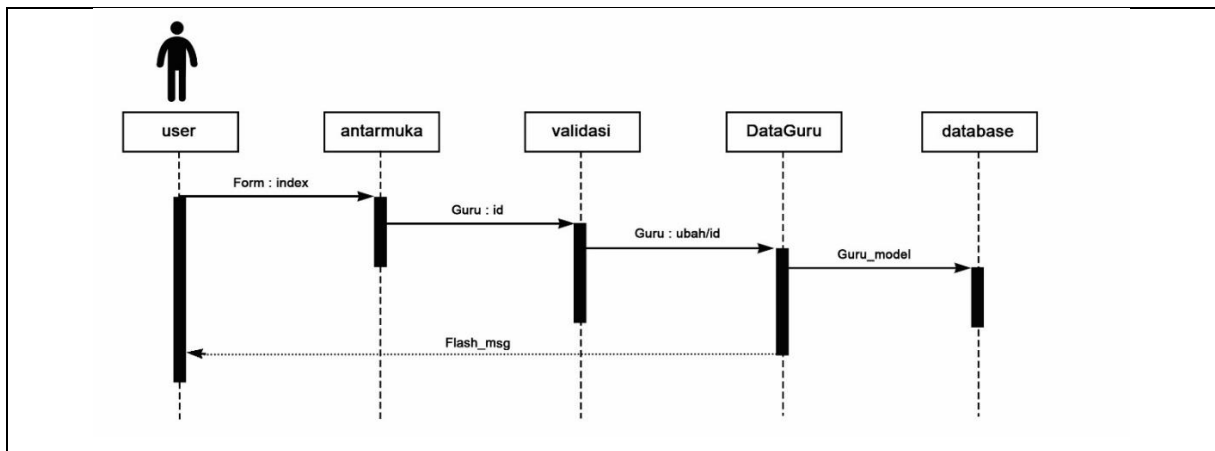 user
antarmuka
validasi
DataGuru
database
Form : index
Guru : id
Guru : ubah/id
Guru_model
Flash_msg